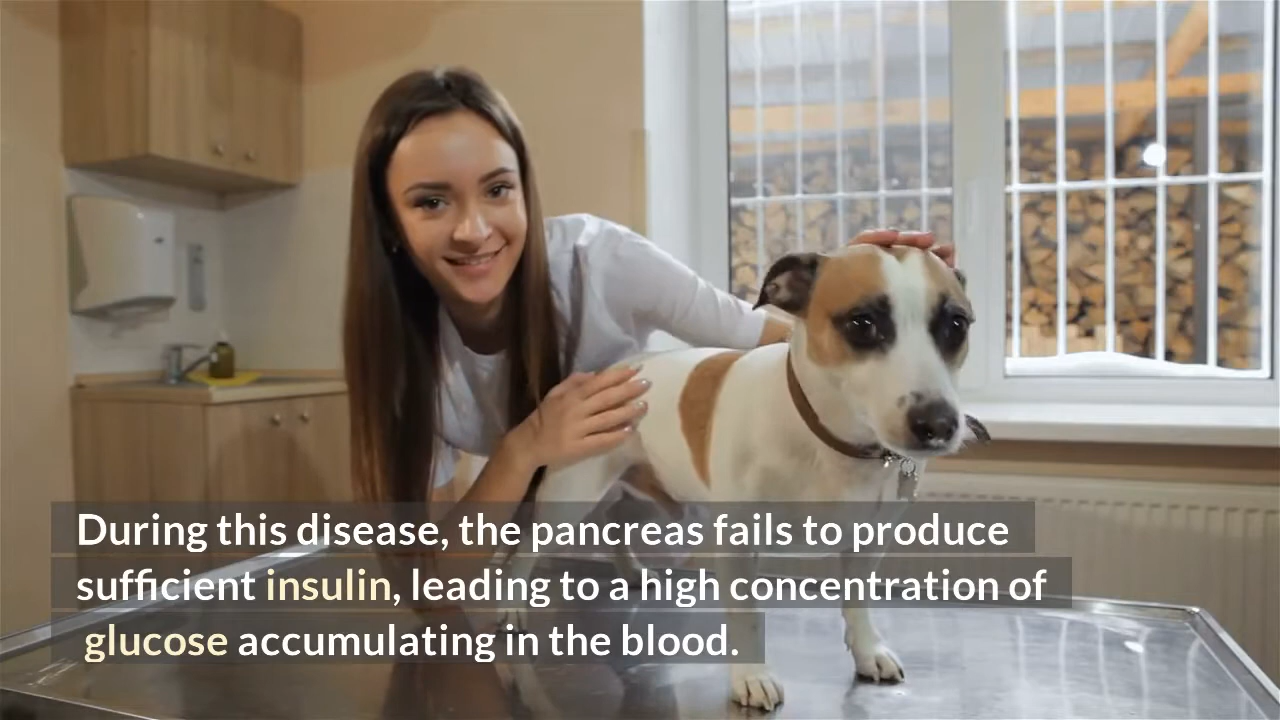 During this disease, the pancreas fails to produce
sufficient insulin, leading to a high concentration of
glucose accumulating in the blood.